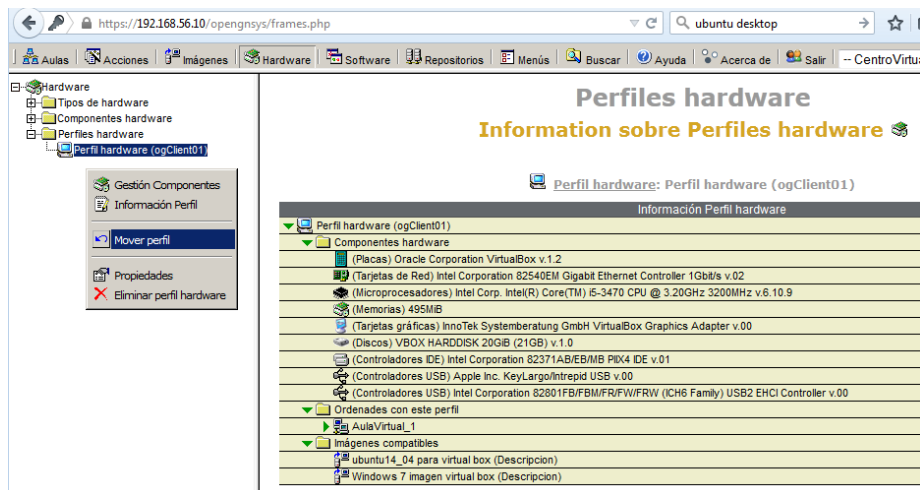 https://192.168.56.10/opengnsys/frames.php
ubuntu desktop
Aulas Acciones Imágenes Hardware Software Repositorios Menús Buscar Ayuda Acerca de Salir -- CentroVirtu
Hardware
Tipos de hardware
Componentes hardware
Perfiles hardware
Perfil hardware (ogClient01)
Gestión Componentes
Información Perfil
Mover perfil
Propiedades
Eliminar perfil hardware
Perfiles hardware
Information sobre Perfiles hardware
Perfil hardware: Perfil hardware (ogClient01)
Información Perfil hardware
Perfil hardware (ogClient01)
Componentes hardware
(Placas) Oracle Corporation VirtualBox v.1.2
(Tarjetas de Red) Intel Corporation 82540EM Gigabit Ethernet Controller 1Gbit/s v.02
(Microprocesadores) Intel Corp. Intel(R) Core(TM) i5-3470 CPU @ 3.20GHz 3200MHz v.6.10.9
(Memorias) 495MiB
(Tarjetas gráficas) InnoTek Systemberatung GmbH VirtualBox Graphics Adapter v.00
(Discos) VBOX HARDDISK 20GiB (21GB) v.1.0
(Controladores IDE) Intel Corporation 82371AB/EB/MB PIIX4 IDE v.01
(Controladores USB) Apple Inc. KeyLargo/Intrepid USB v.00
(Controladores USB) Intel Corporation 82801FB/FBM/FR/FW/FRW (ICH6 Family) USB2 EHCI Controller v.00
Ordenades con este perfil
AulaVirtual_1
Imágenes compatibles
ubuntu14_04 para virtual box (Descripcion)
Windows 7 imagen virtual box (Descripcion)